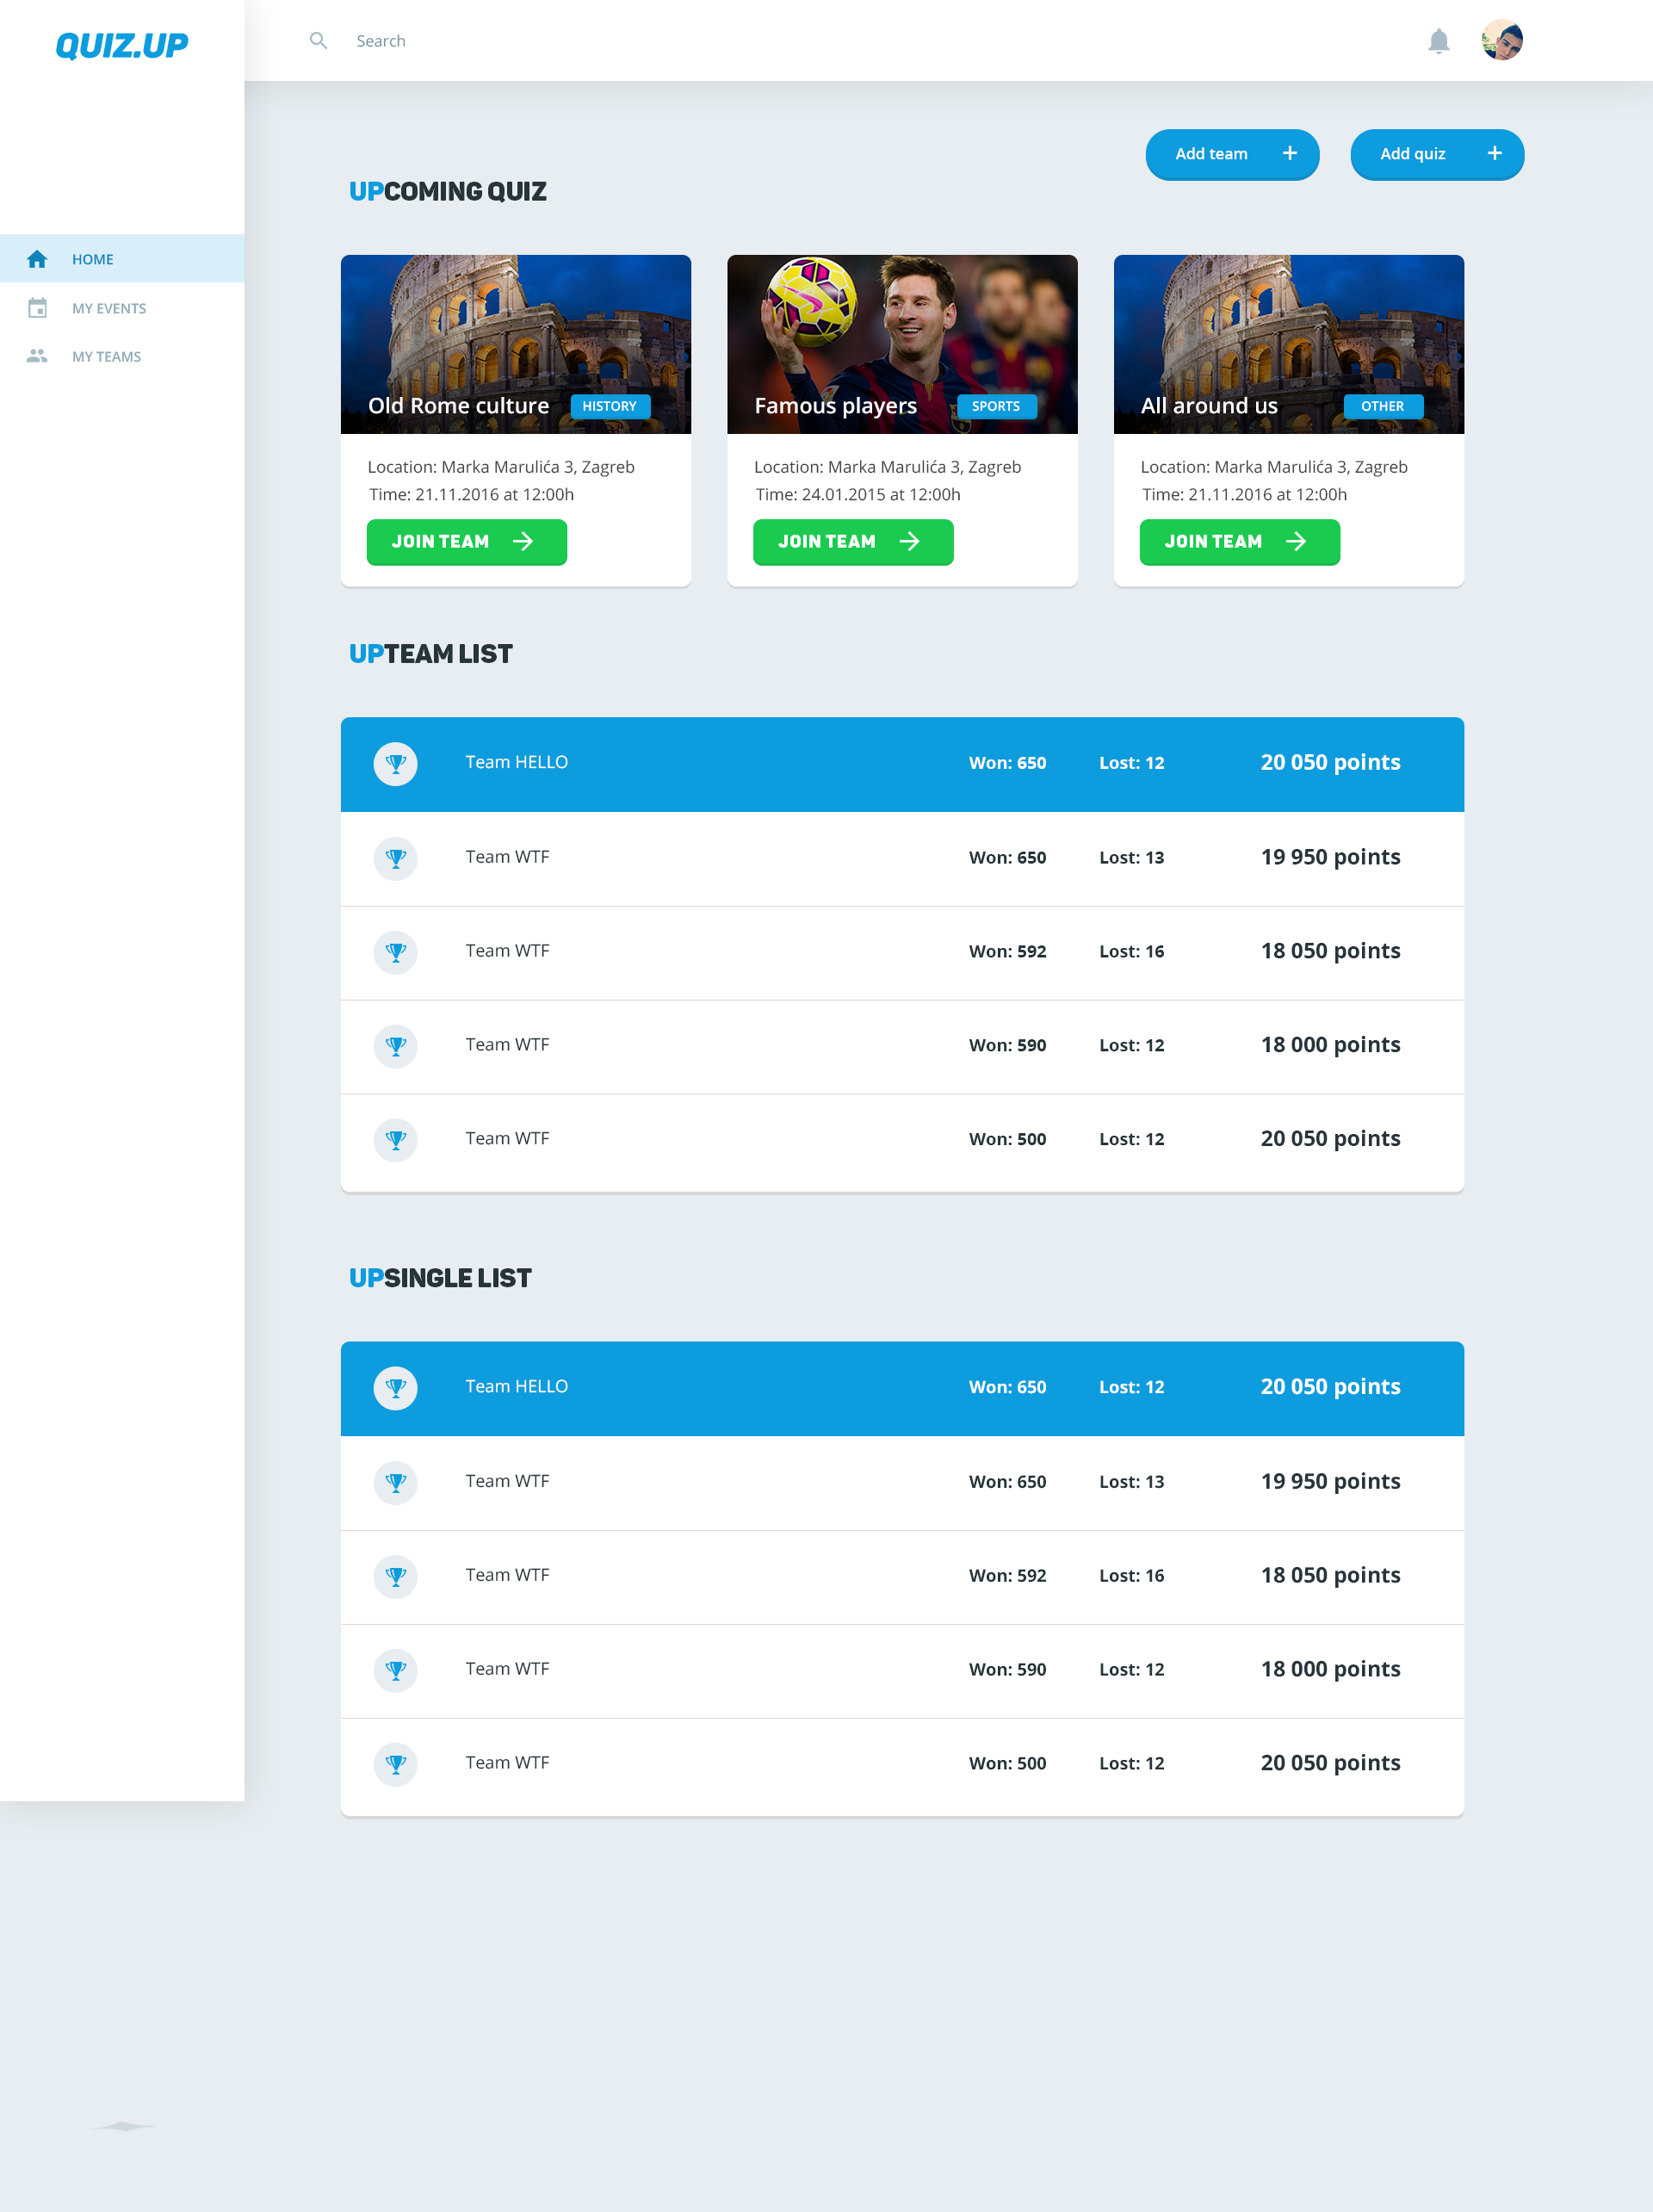 QUIZ.UP
Search
Add team +
Add quiz +
UPCOMING QUIZ
HOME
MY EVENTS
MY TEAMS
Old Rome culture
HISTORY
Location: Marka Marulića 3, Zagreb
Time: 21.11.2016 at 12:00h
JOIN TEAM
Famous players
SPORTS
Location: Marka Marulića 3, Zagreb
Time: 24.01.2015 at 12:00h
JOIN TEAM
All around us
OTHER
Location: Marka Marulića 3, Zagreb
Time: 21.11.2016 at 12:00h
JOIN TEAM
UPTEAM LIST
Team HELLO Won: 650 Lost: 12 20 050 points
Team WTF Won: 650 Lost: 13 19 950 points
Team WTF Won: 592 Lost: 16 18 050 points
Team WTF Won: 590 Lost: 12 18 000 points
Team WTF Won: 500 Lost: 12 20 050 points
UPSINGLE LIST
Team HELLO Won: 650 Lost: 12 20 050 points
Team WTF Won: 650 Lost: 13 19 950 points
Team WTF Won: 592 Lost: 16 18 050 points
Team WTF Won: 590 Lost: 12 18 000 points
Team WTF Won: 500 Lost: 12 20 050 points